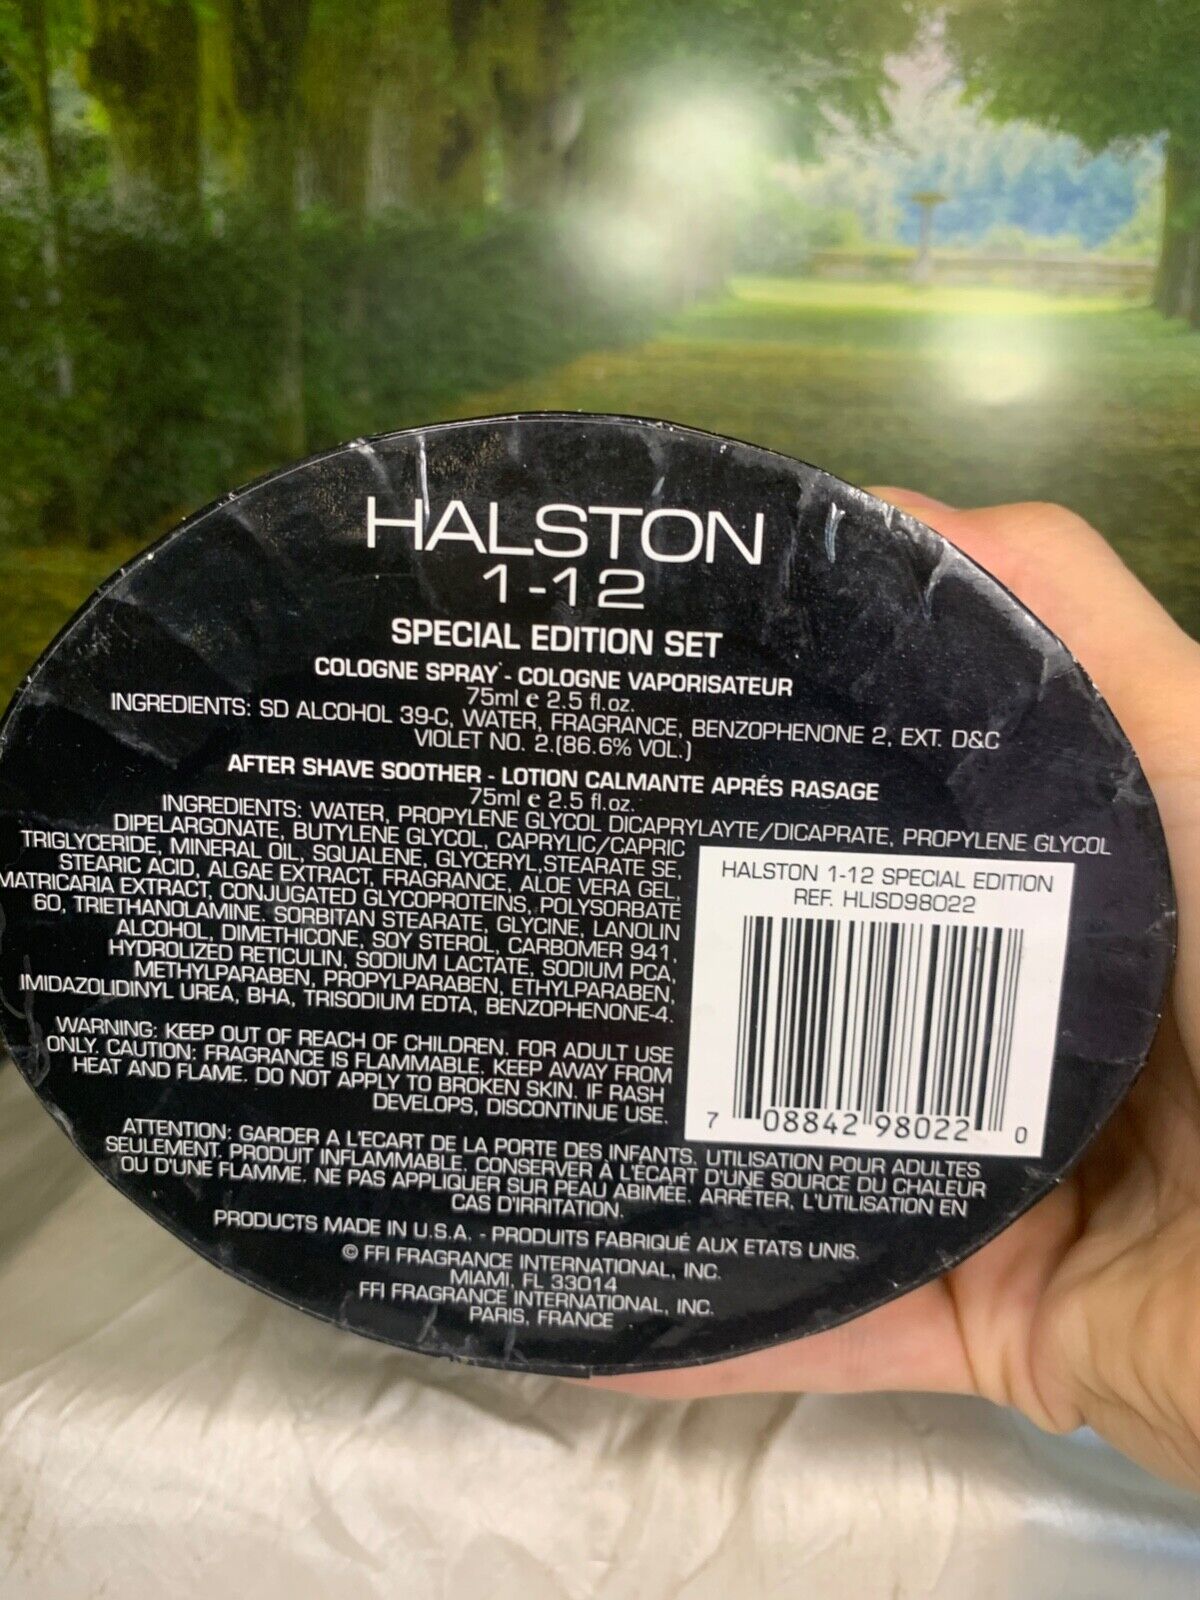 HALSTON
1-12
SPECIAL EDITION SET
COLOGNE SPRAY - COLOGNE VAPORISATEUR
75ml e 2.5 fl.oz.
INGREDIENTS: SD ALCOHOL 39-C, WATER, FRAGRANCE, BENZOPHENONE 2, EXT. D&C
VIOLET NO. 2.(86.6% VOL.)
AFTER SHAVE SOOTHER - LOTION CALMANTE APRÉS RASAGE
75ml e 2.5 fl.oz.
INGREDIENTS: WATER, PROPYLENE GLYCOL DICAPRYLAYTE/DICAPRATE, PROPYLENE GLYCOL
DIPELARGONATE, BUTYLENE GLYCOL, CAPRYLIC/CAPRIC
TRIGLYCERIDE, MINERAL OIL, SQUALENE, GLYCERYL STEARATE SE,
STEARIC ACID, ALGAE EXTRACT, FRAGRANCE, ALOE VERA GEL,
MATRICARIA EXTRACT, CONJUGATED GLYCOPROTEINS, POLYSORBATE
60, TRIETHANOLAMINE. SORBITAN STEARATE, GLYCINE, LANOLIN
ALCOHOL, DIMETHICONE, SOY STEROL, CARBOMER 941,
HYDROLIZED RETICULIN, SODIUM LACTATE, SODIUM PCA,
METHYLPARABEN, PROPYLPARABEN, ETHYLPARABEN,
IMIDAZOLIDINYL UREA, BHA, TRISODIUM EDTA, BENZOPHENONE-4.
HALSTON 1-12 SPECIAL EDITION
REF. HLISD98022
7 08842 98022 0
WARNING: KEEP OUT OF REACH OF CHILDREN. FOR ADULT USE
ONLY. CAUTION: FRAGRANCE IS FLAMMABLE. KEEP AWAY FROM
HEAT AND FLAME. DO NOT APPLY TO BROKEN SKIN. IF RASH
DEVELOPS, DISCONTINUE USE.
ATTENTION: GARDER A L'ECART DE LA PORTE DES INFANTS. UTILISATION POUR ADULTES
SEULEMENT. PRODUIT INFLAMMABLE. CONSERVER À L'ÉCART D'UNE SOURCE DU CHALEUR
OU D'UNE FLAMME. NE PAS APPLIQUER SUR PEAU ABIMÉE. ARRÉTER, L'UTILISATION EN
CAS D'IRRITATION.
PRODUCTS MADE IN U.S.A. - PRODUITS FABRIQUÉ AUX ETATS UNIS.
© FFI FRAGRANCE INTERNATIONAL, INC.
MIAMI, FL 33014
FFI FRAGRANCE INTERNATIONAL, INC.
PARIS, FRANCE